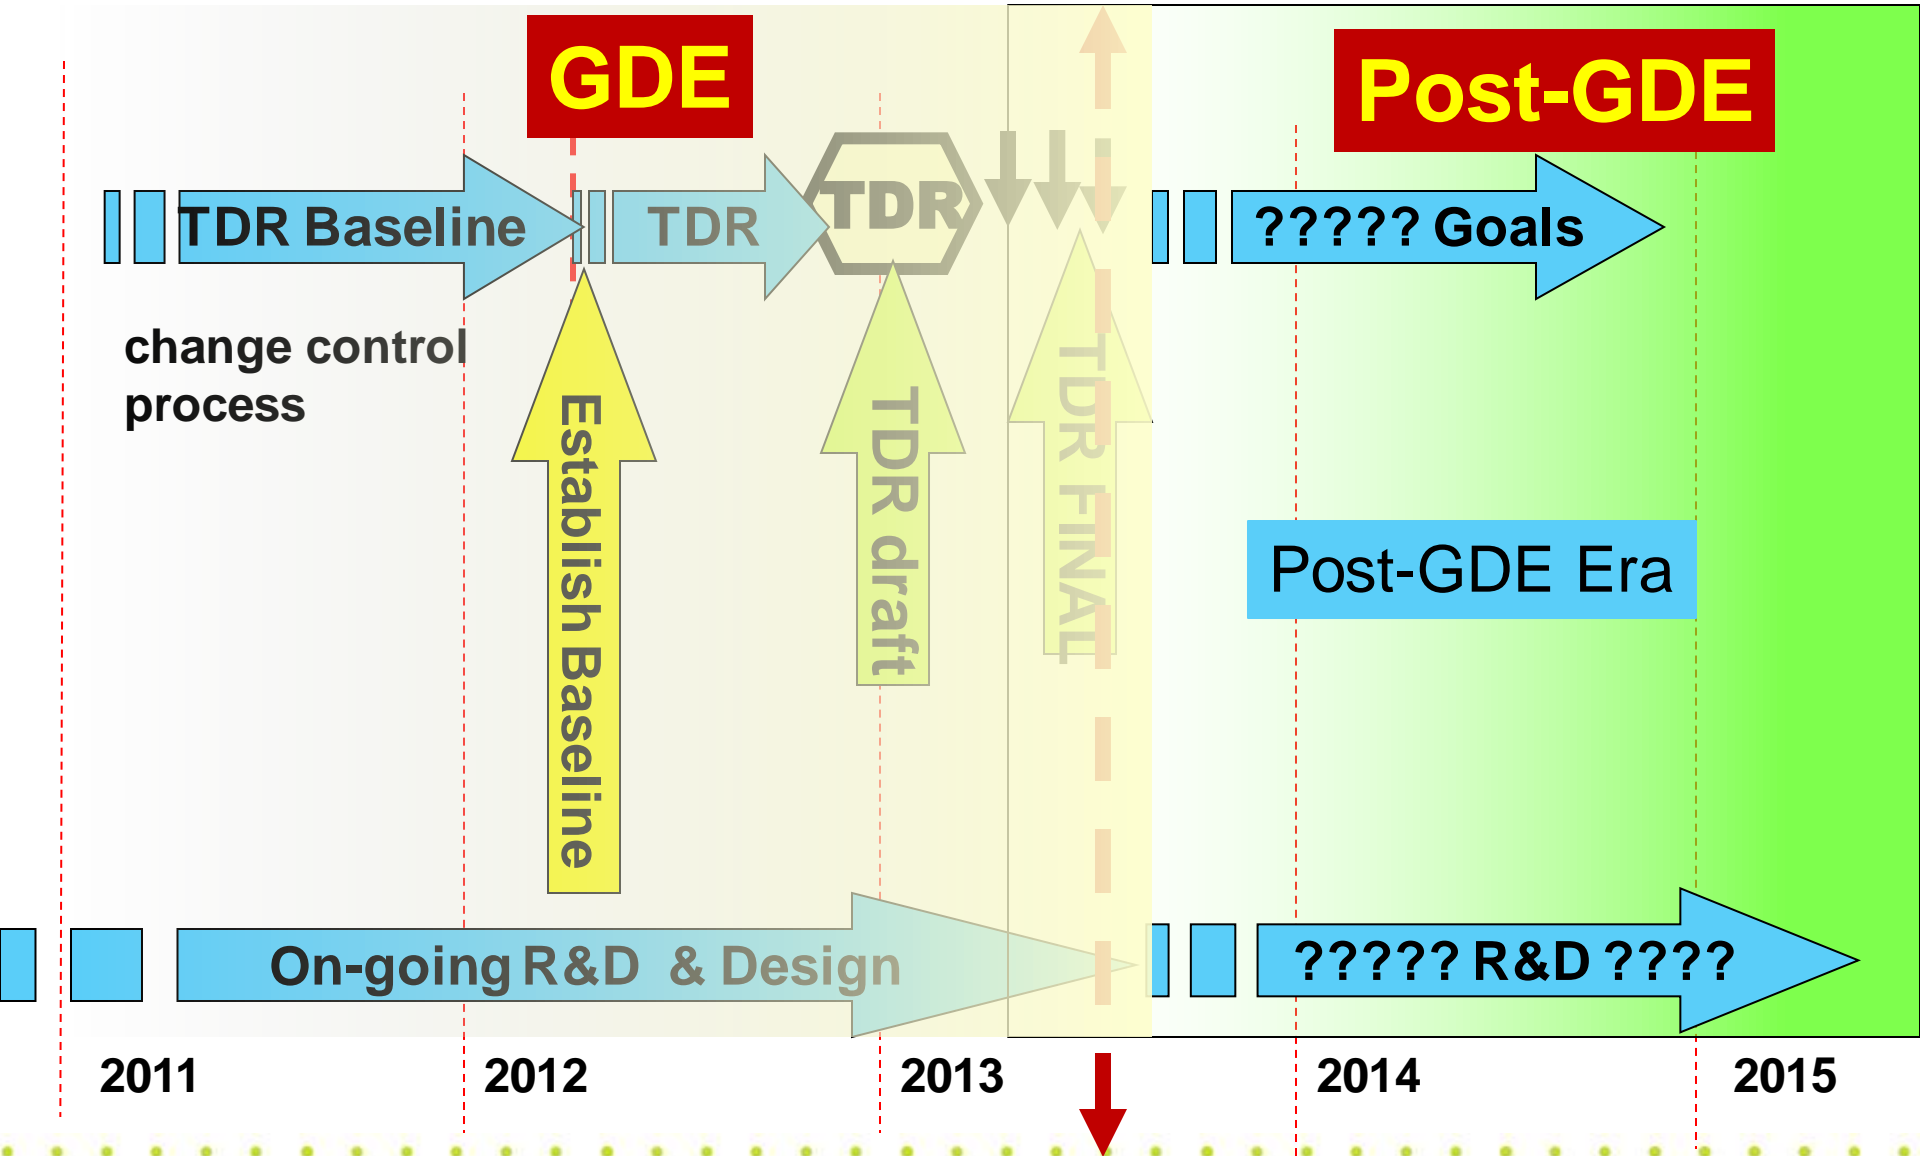 GDE
Post-GDE
TDR Baseline
TDR
TDR
????? Goals
change control
process
Establish Baseline
TDR draft
TDR FINAL
Post-GDE Era
On-going R&D & Design
????? R&D ????
2011
2012
2013
2014
2015